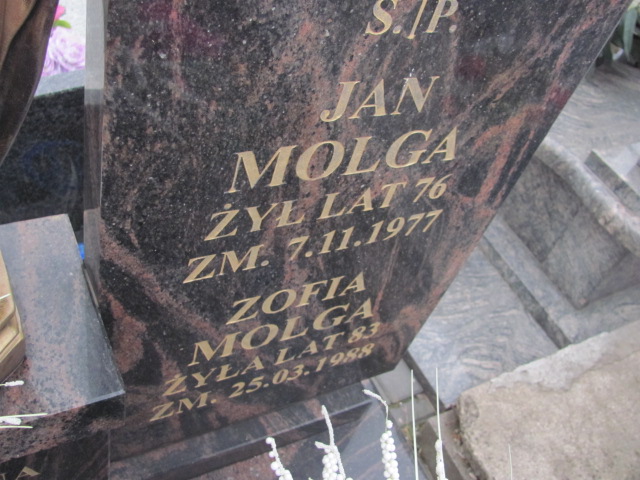 Ś./P.
JAN
MOLGA
ŻYŁ LAT 76
ZM. 7.11.1977
ZOFIA
MOLGA
ŻYŁA LAT 83
ZM. 25.03.1988
A